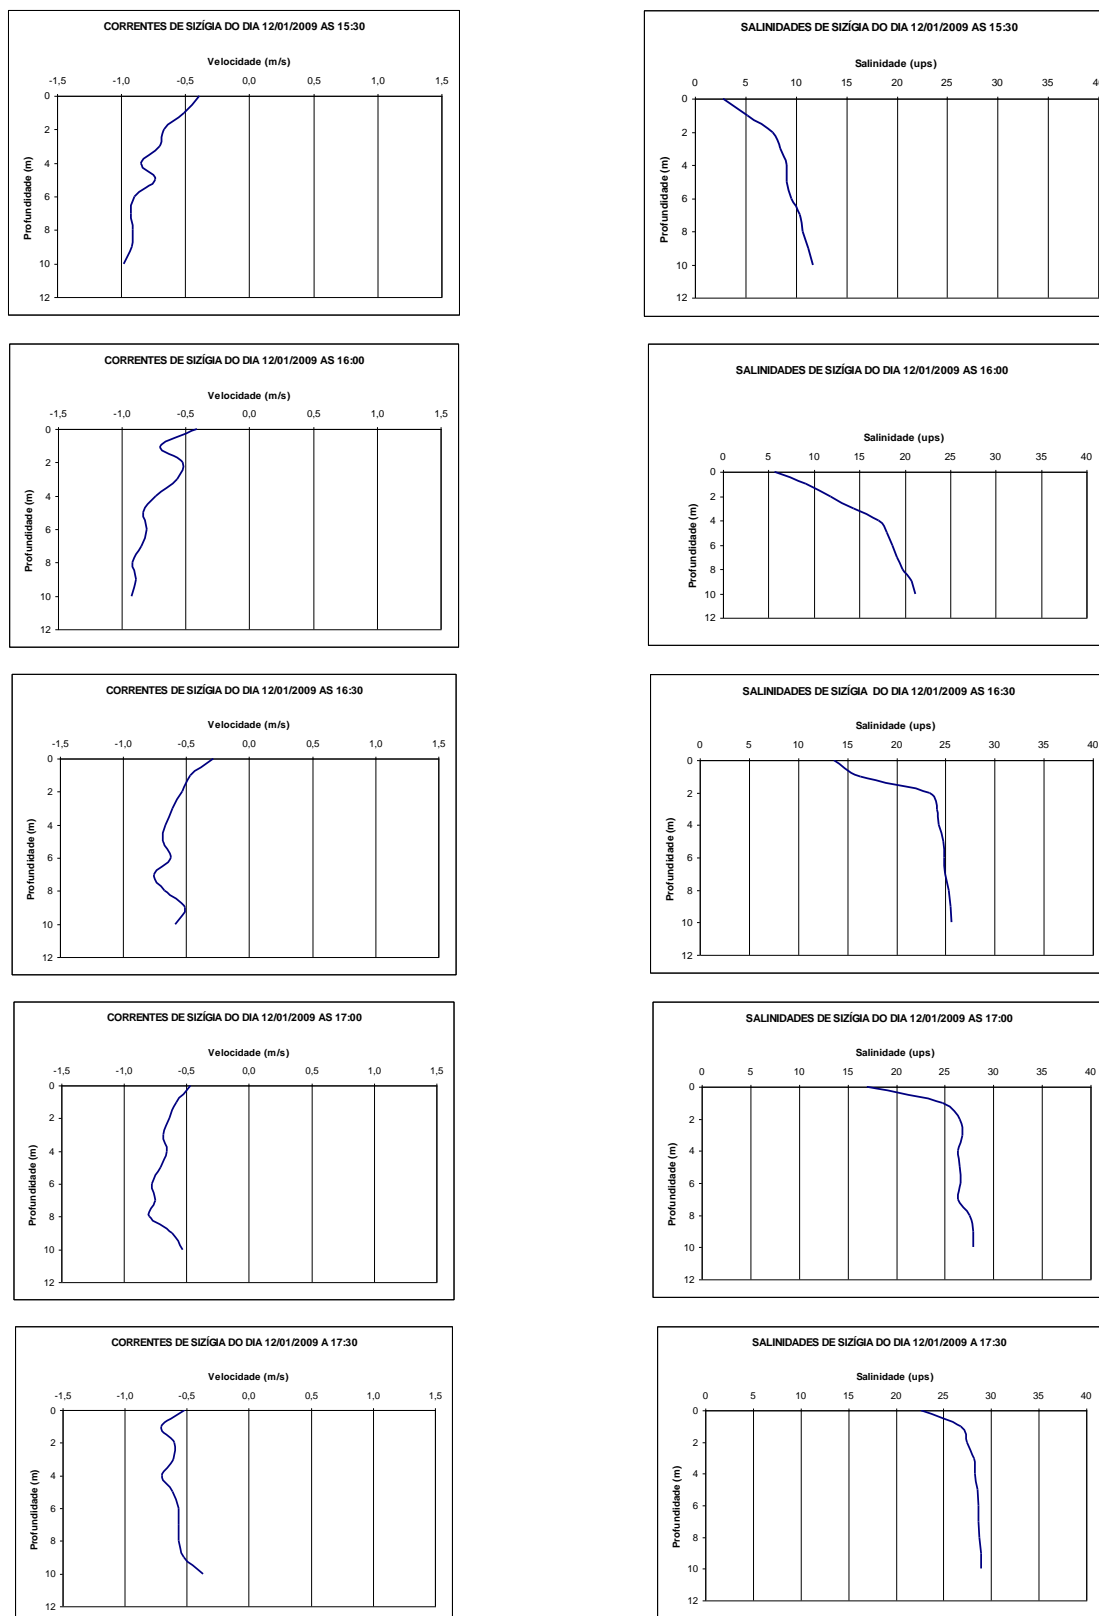 CORRENTES DE SIZÍGIA DO DIA 12/01/2009 AS 15:30
Velocidade (m/s)
-1,5 -1,0 -0,5 0,0 0,5 1,0 1,5
0
2
4
6
8
10
12
Profundidade (m)
SALINIDADES DE SIZÍGIA DO DIA 12/01/2009 AS 15:30
Salinidade (ups)
0 5 10 15 20 25 30 35 40
0
2
4
6
8
10
12
Profundidade (m)
CORRENTES DE SIZÍGIA DO DIA 12/01/2009 AS 16:00
Velocidade (m/s)
-1,5 -1,0 -0,5 0,0 0,5 1,0 1,5
0
2
4
6
8
10
12
Profundidade (m)
SALINIDADES DE SIZÍGIA DO DIA 12/01/2009 AS 16:00
Salinidade (ups)
0 5 10 15 20 25 30 35 40
0
2
4
6
8
10
12
Profundidade (m)
CORRENTES DE SIZÍGIA DO DIA 12/01/2009 AS 16:30
Velocidade (m/s)
-1,5 -1,0 -0,5 0,0 0,5 1,0 1,5
0
2
4
6
8
10
12
Profundidade (m)
SALINIDADES DE SIZÍGIA DO DIA 12/01/2009 AS 16:30
Salinidade (ups)
0 5 10 15 20 25 30 35 40
0
2
4
6
8
10
12
Profundidade (m)
CORRENTES DE SIZÍGIA DO DIA 12/01/2009 AS 17:00
Velocidade (m/s)
-1,5 -1,0 -0,5 0,0 0,5 1,0 1,5
0
2
4
6
8
10
12
Profundidade (m)
SALINIDADES DE SIZÍGIA DO DIA 12/01/2009 AS 17:00
Salinidade (ups)
0 5 10 15 20 25 30 35 40
0
2
4
6
8
10
12
Profundidade (m)
CORRENTES DE SIZÍGIA DO DIA 12/01/2009 A 17:30
Velocidade (m/s)
-1,5 -1,0 -0,5 0,0 0,5 1,0 1,5
0
2
4
6
8
10
12
Profundidade (m)
SALINIDADES DE SIZÍGIA DO DIA 12/01/2009 A 17:30
Salinidade (ups)
0 5 10 15 20 25 30 35 40
0
2
4
6
8
10
12
Profundidade (m)